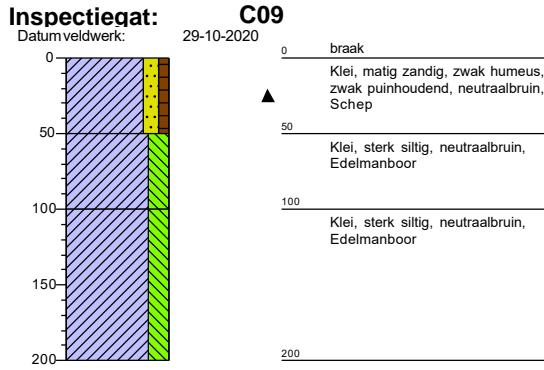 Inspectiegat: C09
Datum veldwerk: 29-10-2020
0
50
100
150
200
0 braak
Klei, matig zandig, zwak humeus,
zwak puinhoudend, neutraalbruin,
Schep
50
Klei, sterk siltig, neutraalbruin,
Edelmanboor
100
Klei, sterk siltig, neutraalbruin,
Edelmanboor
200